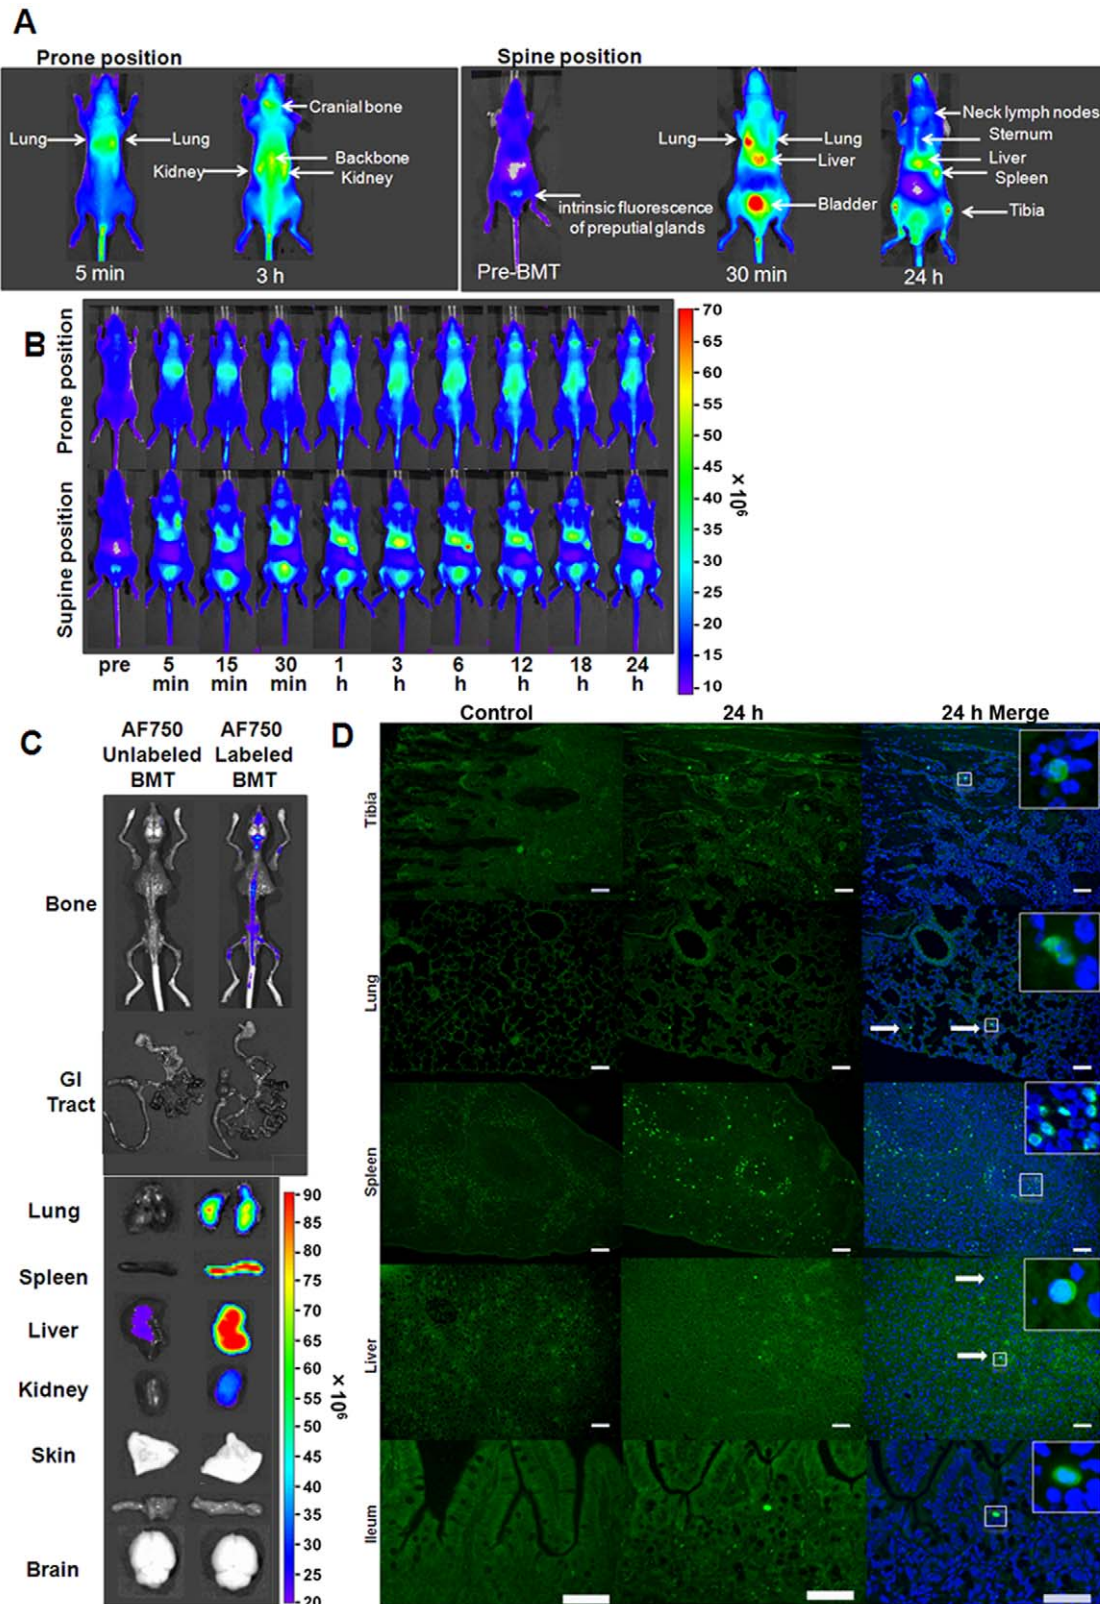 A
Prone position
Spine position
Lung
Lung
Cranial bone
Kidney
Backbone
Kidney
5 min
3 h
Pre-BMT
intrinsic fluorescence
of preputial glands
Lung
Lung
Liver
Bladder
30 min
Neck lymph nodes
Sternum
Liver
Spleen
Tibia
24 h
B
Prone position
Supine position
pre
5 min
15 min
30 min
1 h
3 h
6 h
12 h
18 h
24 h
70
65
60
55
50
45
40
35
30
25
20
15
10
×10⁶
C
AF750 Unlabeled BMT
AF750 Labeled BMT
Bone
GI Tract
Lung
Spleen
Liver
Kidney
Skin
Brain
90
85
80
75
70
65
60
55
50
45
40
35
30
25
20
×10⁶
D
Control
24 h
24 h Merge
Tibia
Lung
Spleen
Liver
Ileum